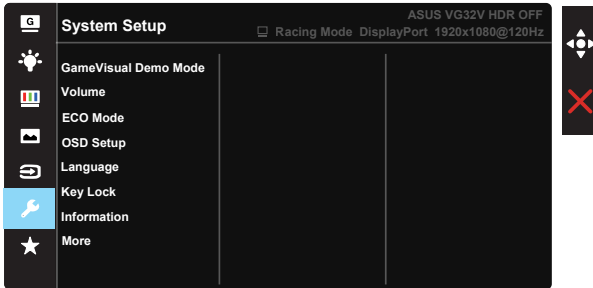 G
System Setup
ASUS VG32V HDR OFF
Racing Mode DisplayPort 1920x1080@120Hz
GameVisual Demo Mode
Volume
ECO Mode
OSD Setup
Language
Key Lock
Information
More